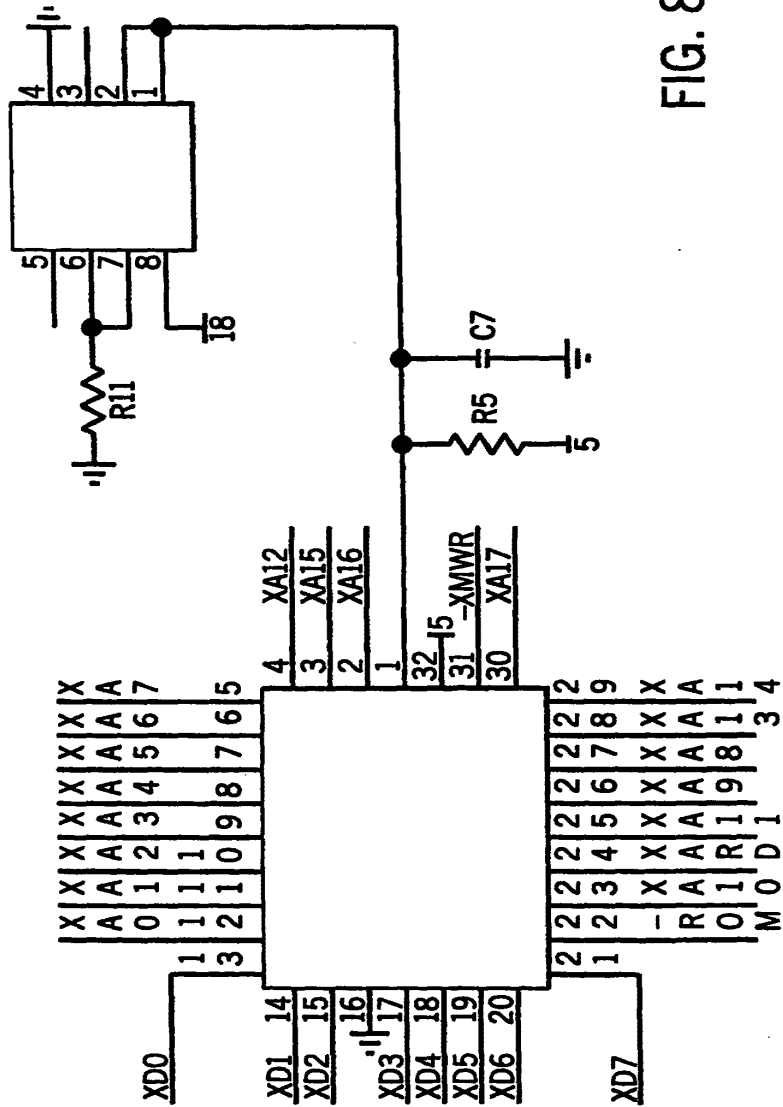 4
3
2
1
5
6
7
8
18
R11
C7
R5
5
XA12
XA15
XA16
-XMWR
XA17
4
3
2
1
32
5
31
30
XA7 5
XA6 6
XA5 7
XA4 8
XA3 9
XA2 10
XA1 11
XA0 12
13
XD0
29 XA14
28 XA13
27 XA8
26 XA9
25 XA11
24 XARD
23 XA10
22 -ROM
21
XD7
XD1 14
XD2 15
16
XD3 17
XD4 18
XD5 19
XD6 20
FIG. 8